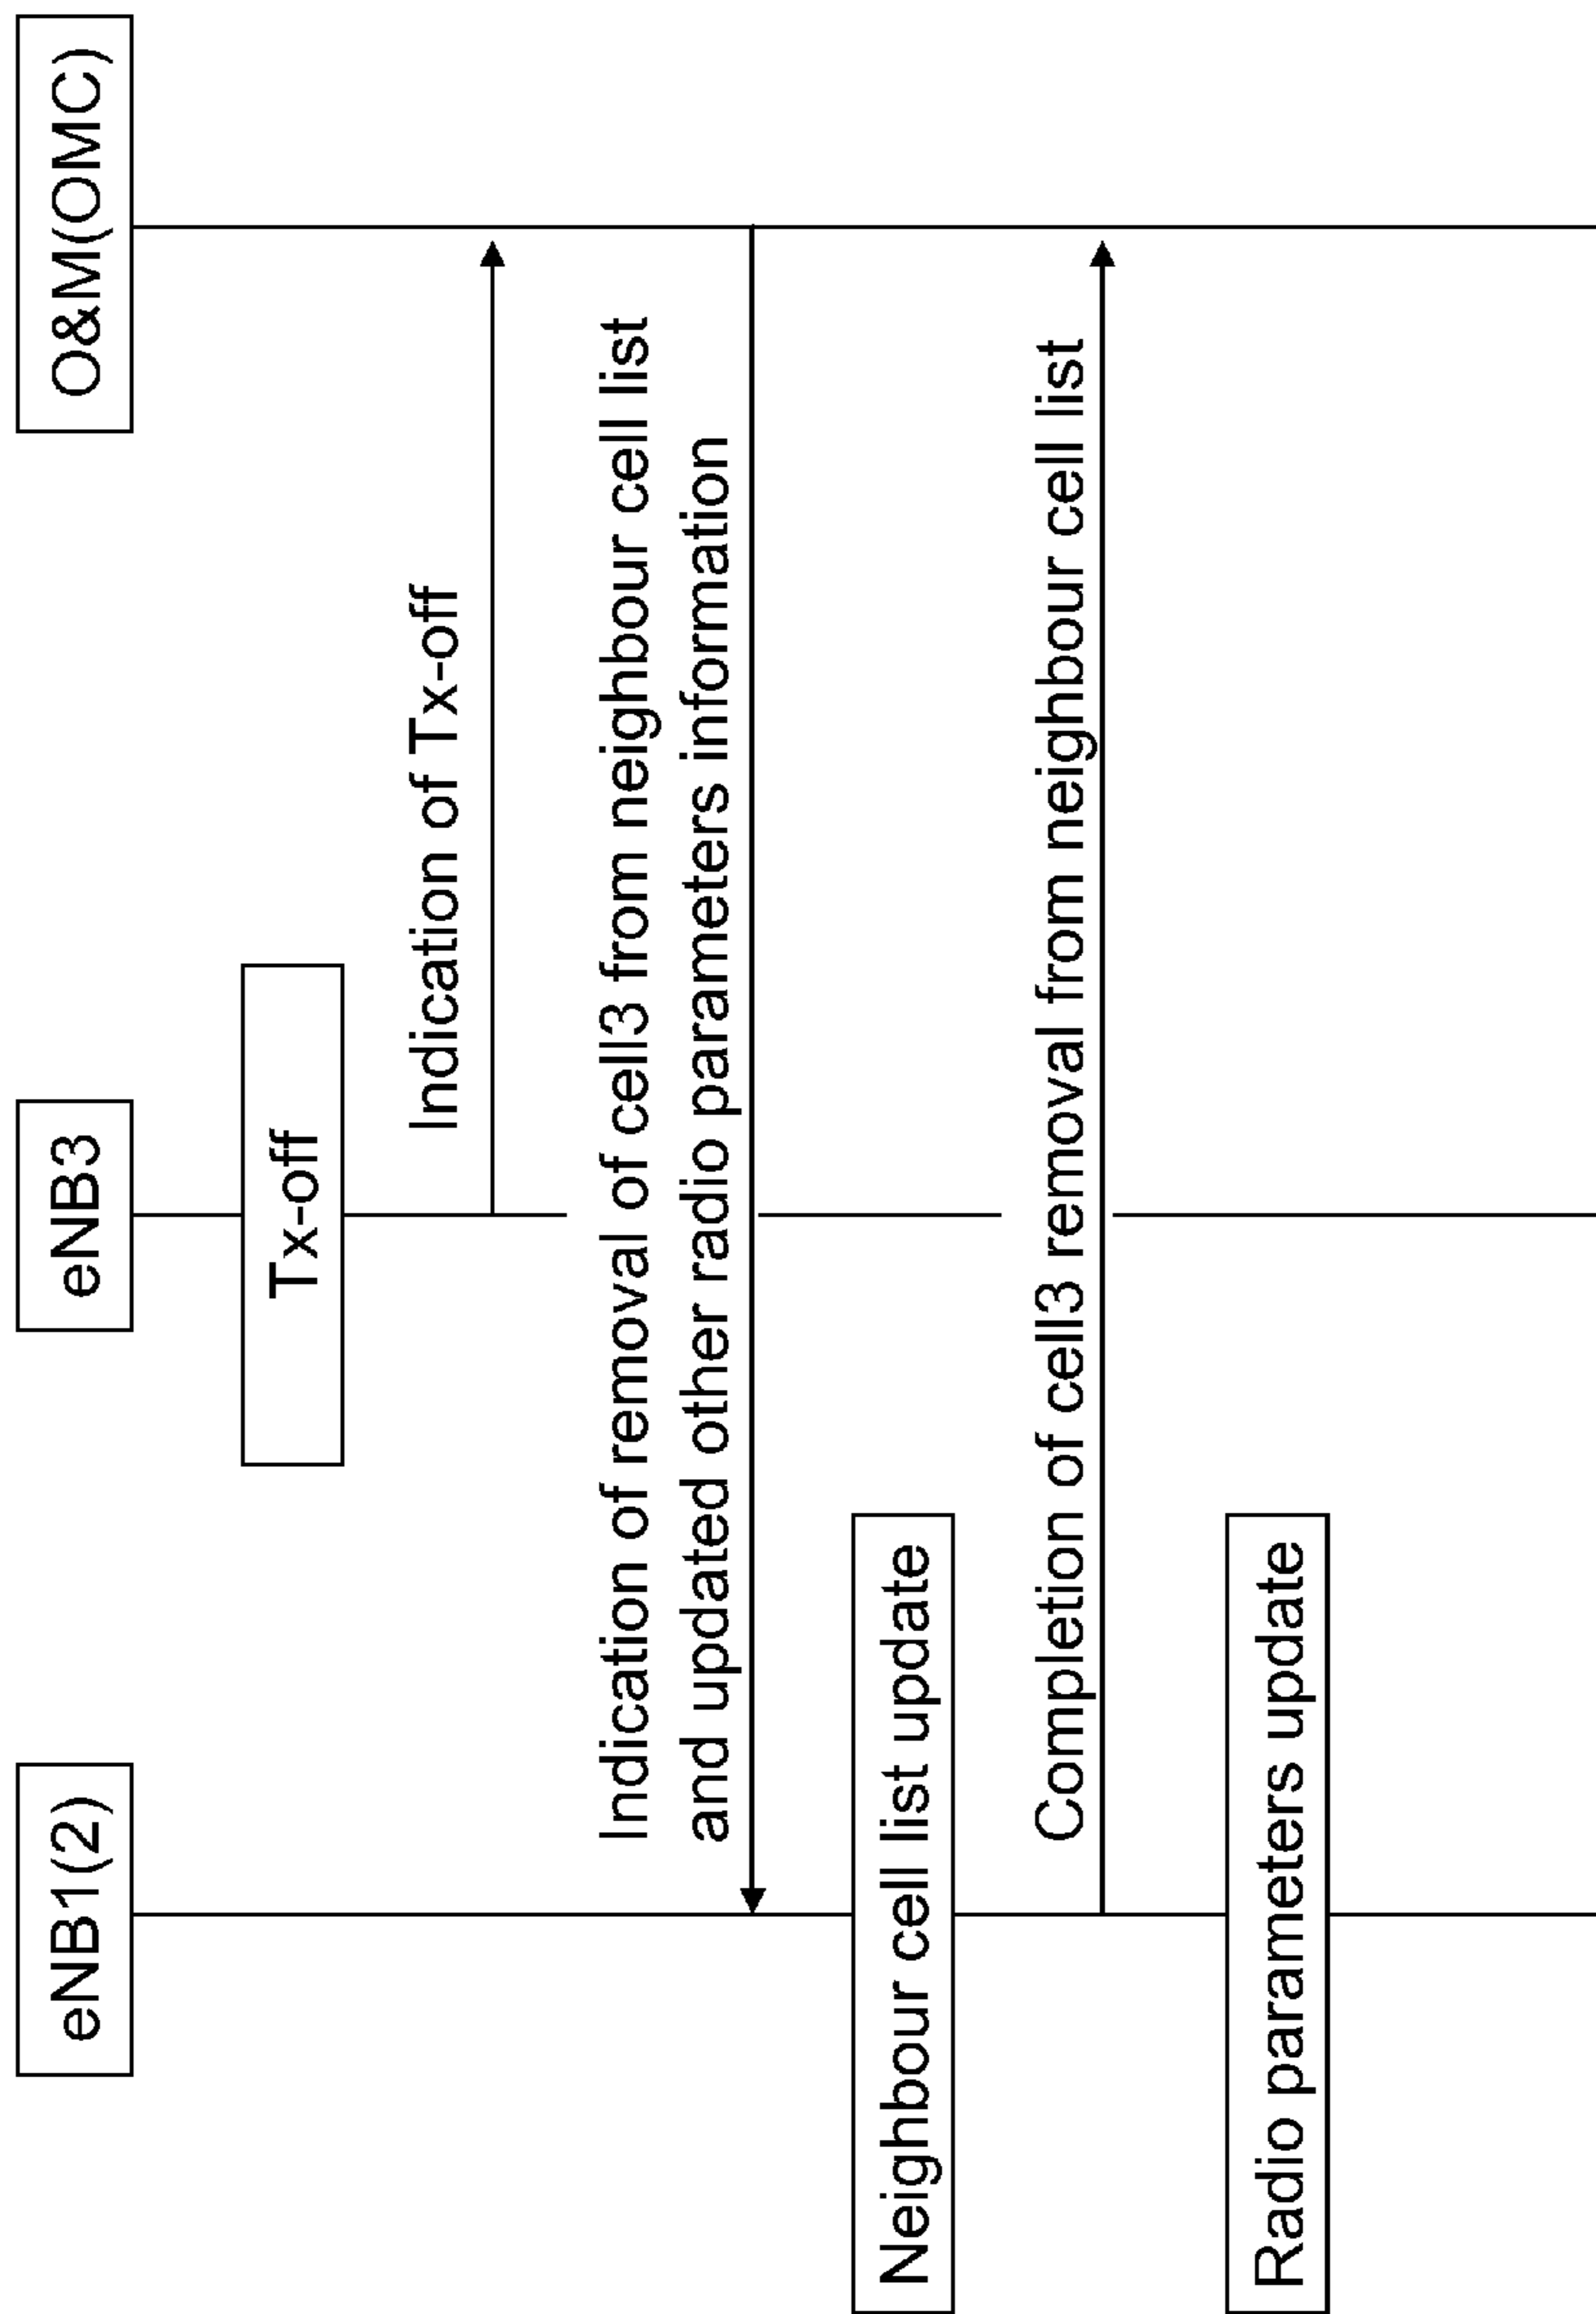 eNB1(2)
eNB3
O&M(OMC)
Tx-off
Indication of Tx-off
Indication of removal of cell3 from neighbour cell list
and updated other radio parameters information
Neighbour cell list update
Completion of cell3 removal from neighbour cell list
Radio parameters update